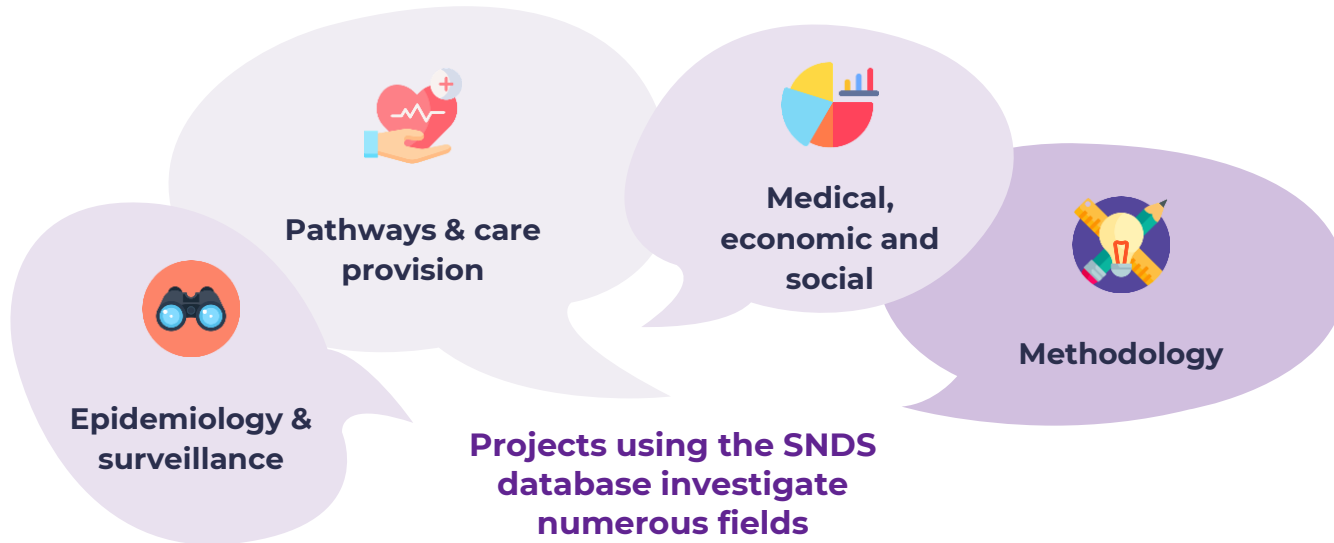 Pathways & care
provision
Medical,
economic and
social
Methodology
Epidemiology &
surveillance
Projects using the SNDS
database investigate
numerous fields